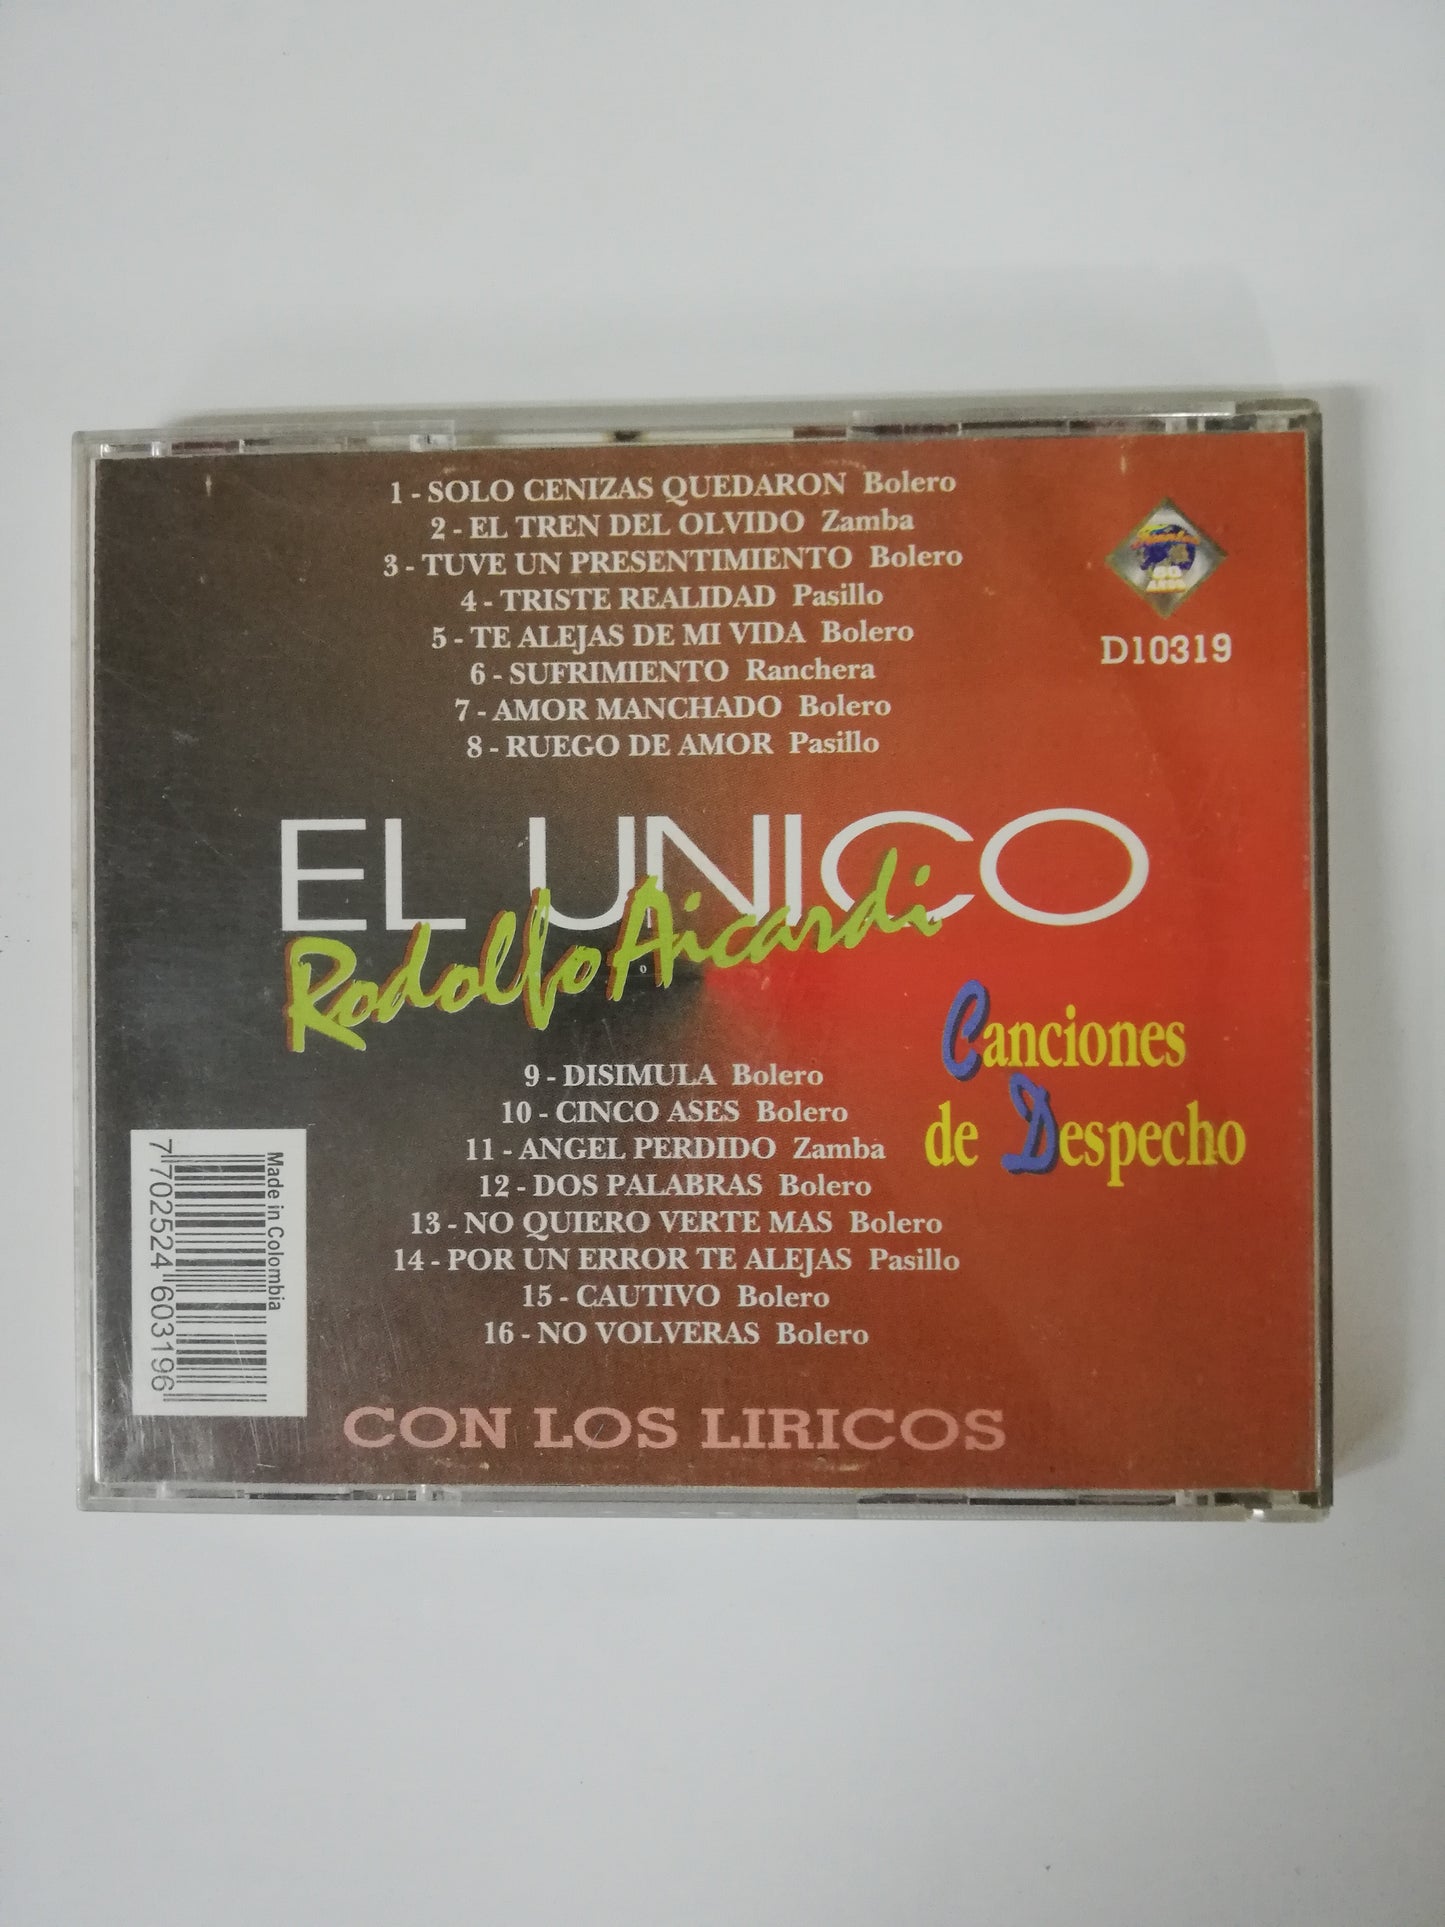 1 - SOLO CENIZAS QUEDARON Bolero
2 - EL TREN DEL OLVIDO Zamba
3 - TUVE UN PRESENTIMIENTO Bolero
4 - TRISTE REALIDAD Pasillo
5 - TE ALEJAS DE MI VIDA Bolero
6 - SUFRIMIENTO Ranchera
7 - AMOR MANCHADO Bolero
8 - RUEGO DE AMOR Pasillo
D10319
EL UNICO
Rodolfo Aicardi
Canciones
de Despecho
9 - DISIMULA Bolero
10 - CINCO ASES Bolero
11 - ANGEL PERDIDO Zamba
12 - DOS PALABRAS Bolero
13 - NO QUIERO VERTE MAS Bolero
14 - POR UN ERROR TE ALEJAS Pasillo
15 - CAUTIVO Bolero
16 - NO VOLVERAS Bolero
Made in Colombia
7 702524 603196
CON LOS LIRICOS